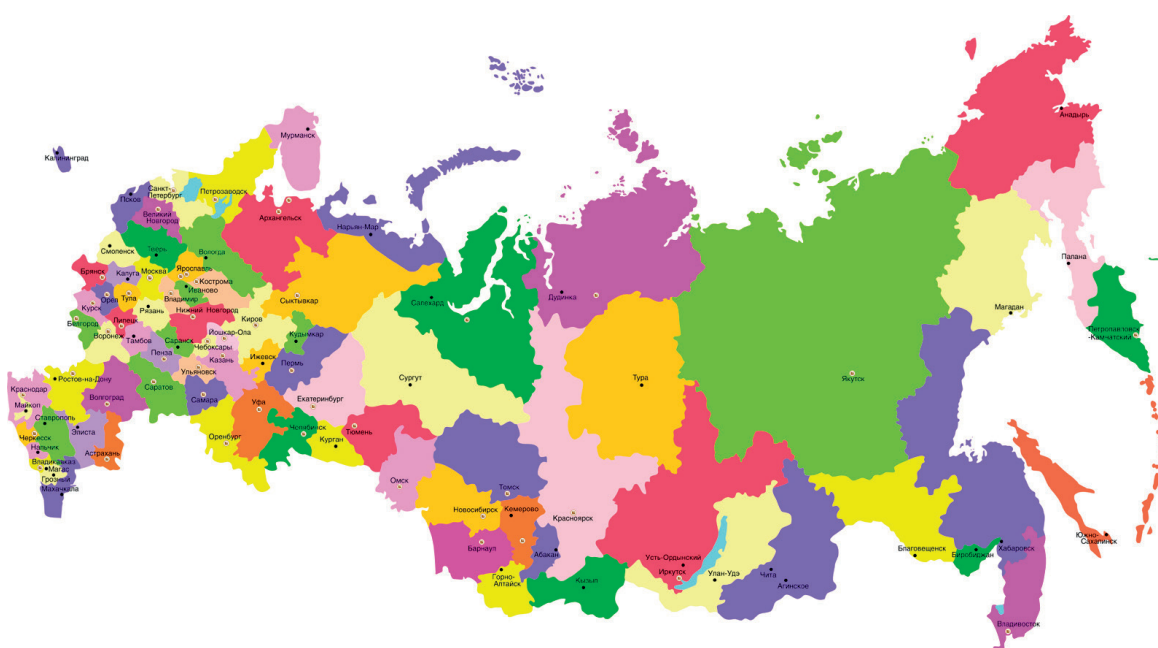 Анадырь
Мурманск
Калининград
Санкт-
Петербург
Петрозаводск
Псков
Великий
Новгород
Архангельск
Нарьян-Мар
Смоленск
Тверь
Вологда
Палана
Брянск
Калуга
Москва
Ярославль
Кострома
Иваново
Владимир
Сыктывкар
Салехард
Дудинка
Орел
Тула
Курск
Рязань
Нижний Новгород
Магадан
Киров
Белгород
Липецк
Воронеж
Тамбов
Йошкар-Ола
Саранск
Чебоксары
Кудымкар
Петропавловск
-Камчатский
Пенза
Казань
Ижевск
Пермь
Ульяновск
Якутск
Ростов-на-Дону
Сургут
Тура
Краснодар
Саратов
Самара
Екатеринбург
Волгоград
Уфа
Майкоп
Ставрополь
Элиста
Челябинск
Тюмень
Черкесск
Оренбург
Курган
Нальчик
Астрахань
Владикавказ
Магас
Грозный
Махачкала
Омск
Томск
Новосибирск
Кемерово
Красноярск
Барнаул
Абакан
Усть-Ордынский
Иркутск
Горно-
Алтайск
Кызыл
Улан-Удэ
Чита
Агинское
Благовещенск
Биробиджан
Хабаровск
Южно-
Сахалинск
Владивосток